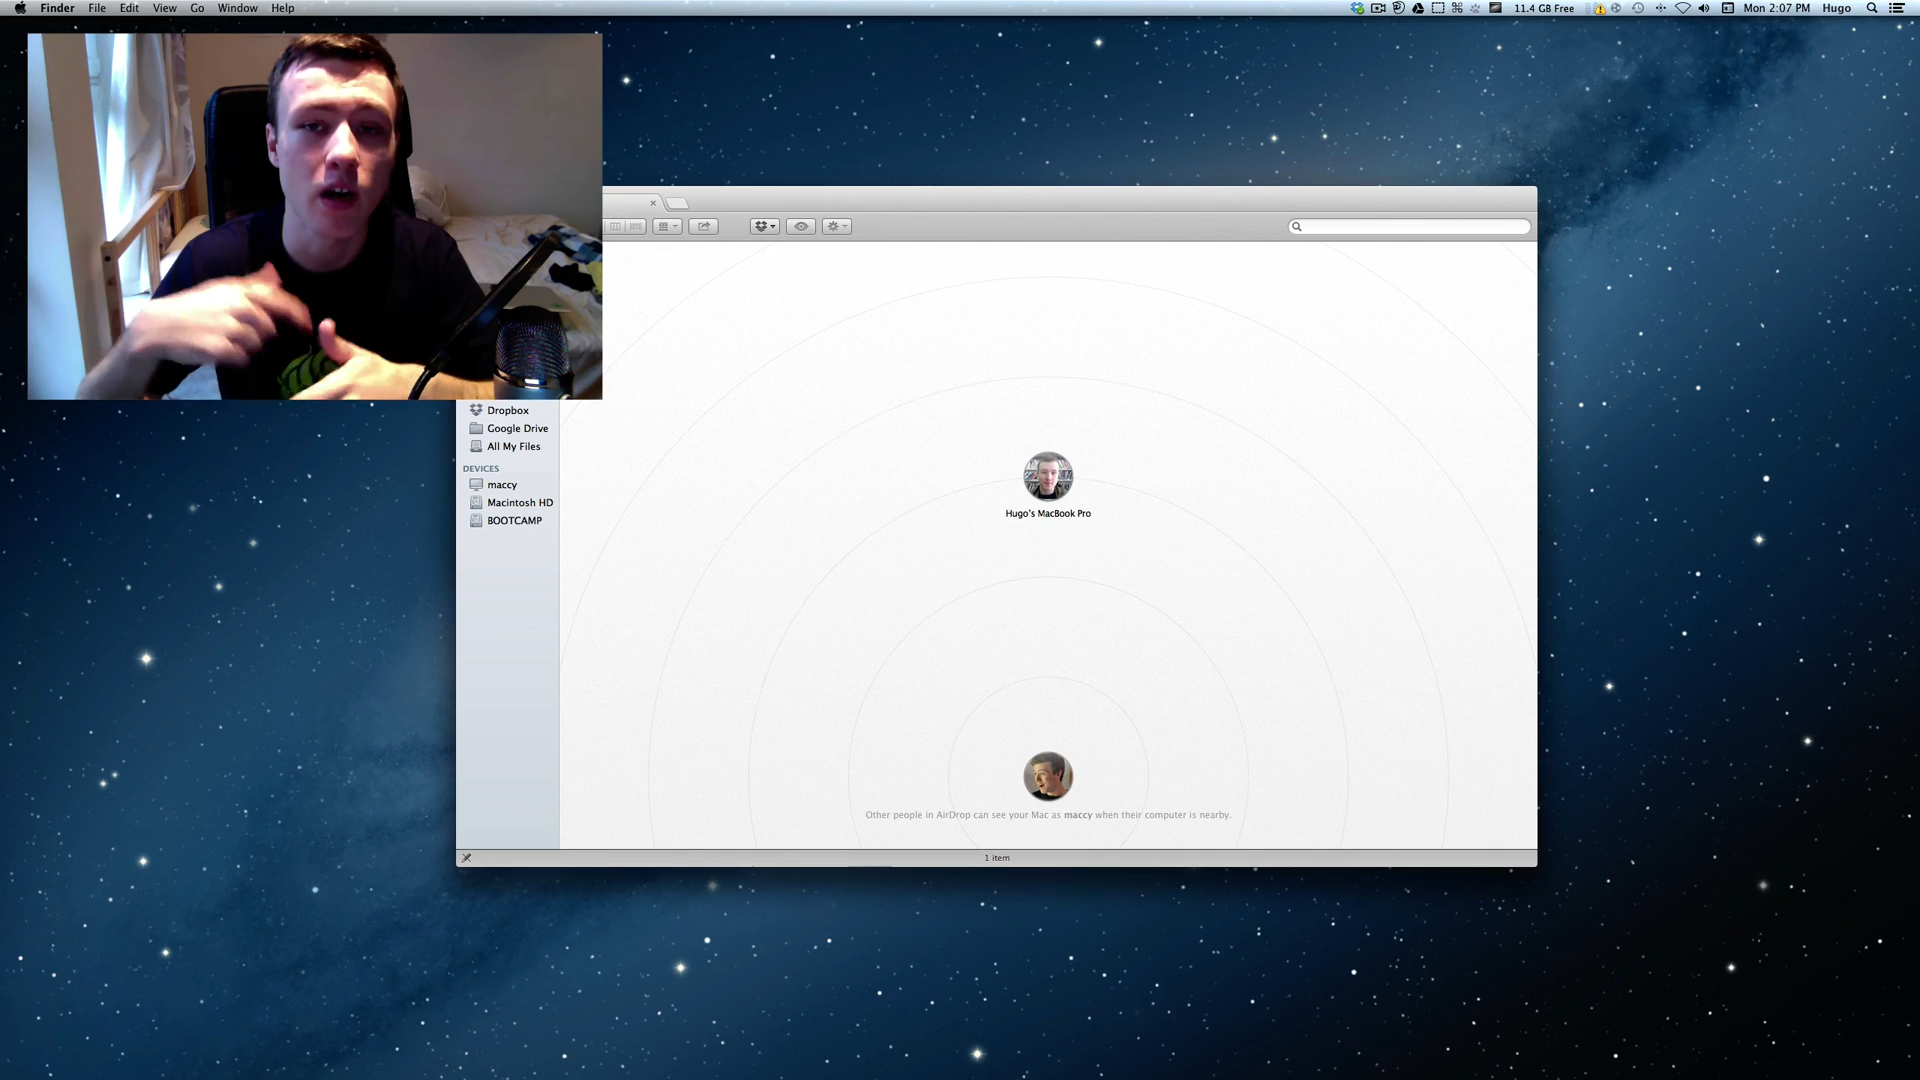 Finder File Edit View Go Window Help 11.4 GB Free Mon 2:07 PM Hugo
Dropbox
Google Drive
All My Files
DEVICES
maccy
Macintosh HD
BOOTCAMP
Hugo's MacBook Pro
Other people in AirDrop can see your Mac as maccy when their computer is nearby.
1 item